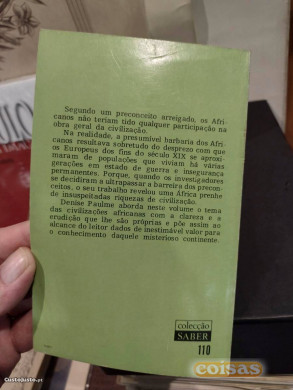 Segundo um preconceito erreigado, os Afri-
canos não teriam tido qualquer participação na
obra geral da civilização.
Na realidade, a presumível barbaria dos Afri-
canos resultava sobretudo do desprezo com que
os Europeus dos fins do século XIX se aproxi-
maram de populações que viviam há várias
gerações em estado de guerra e insegurança
permanentes. Porque, quando os investigadores
se decidiram a ultrapassar a barreira dos precon-
ceitos, o seu trabalho revelou uma África prenhe
de insuspeitadas riquezas de civilização.
Denise Paulme aborda neste volume o tema
das civilizações africanas com a clareza e a
erudição que lhe são próprias e põe assim ao
alcance do leitor dados de inestimável valor para
o conhecimento daquele misterioso continente.
colecção
SABER
110
CustoJusto.pt
coisas